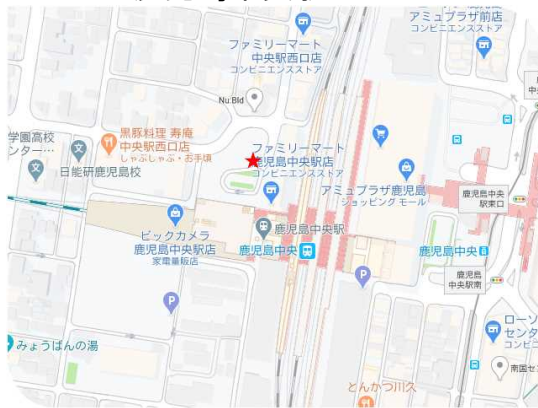 アミュプラザ前店
コンビニエンスストア
ファミリーマート
中央駅西口店
コンビニエンスストア
Nu.Bld
学園高校
ンター…
黒豚料理 寿庵
中央駅西口店
しゃぶしゃぶ・お手頃
日能研鹿児島校
ファミリーマート
鹿児島中央駅店
コンビニエンスストア
アミュプラザ鹿児島
ショッピング モール
鹿児島中央
駅東口
ビックカメラ
鹿児島中央駅店
家電量販店
鹿児島中央駅
鹿児島中央
鹿児島中央
鹿児島
中央駅南
P
P
みょうばんの湯
ローソ
センタ
コンビニ
南国セ
とんかつ川久